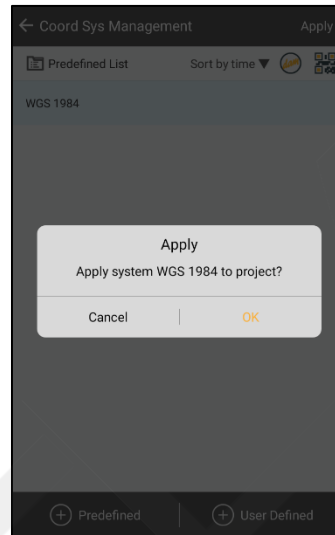 Coord Sys Management Apply
Predefined List Sort by time ▼
WGS 1984
Apply
Apply system WGS 1984 to project?
Cancel OK
Predefined User Defined